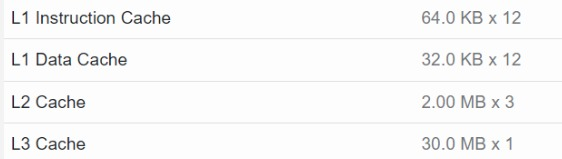 L1 Instruction Cache 64.0 KB x 12
L1 Data Cache 32.0 KB x 12
L2 Cache 2.00 MB x 3
L3 Cache 30.0 MB x 1